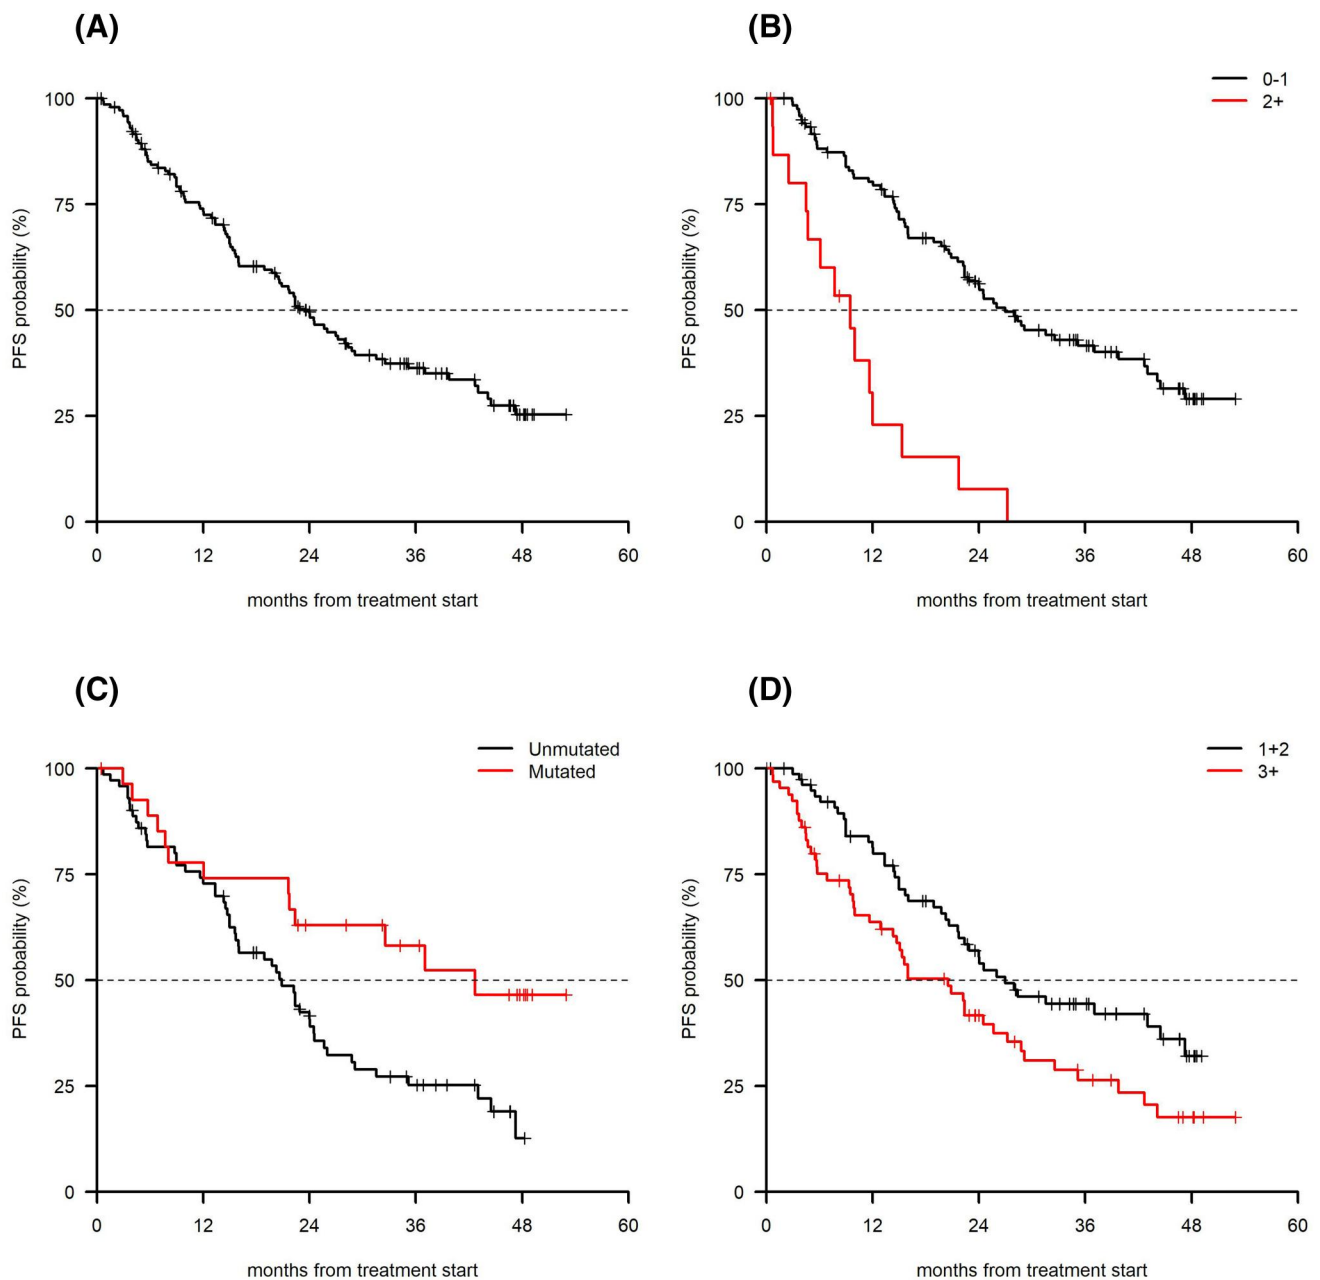 (A)
PFS probability (%)
100
75
50
25
0
0 12 24 36 48 60
months from treatment start
(B)
0-1
2+
PFS probability (%)
100
75
50
25
0
0 12 24 36 48 60
months from treatment start
(C)
Unmutated
Mutated
PFS probability (%)
100
75
50
25
0
0 12 24 36 48 60
months from treatment start
(D)
1+2
3+
PFS probability (%)
100
75
50
25
0
0 12 24 36 48 60
months from treatment start